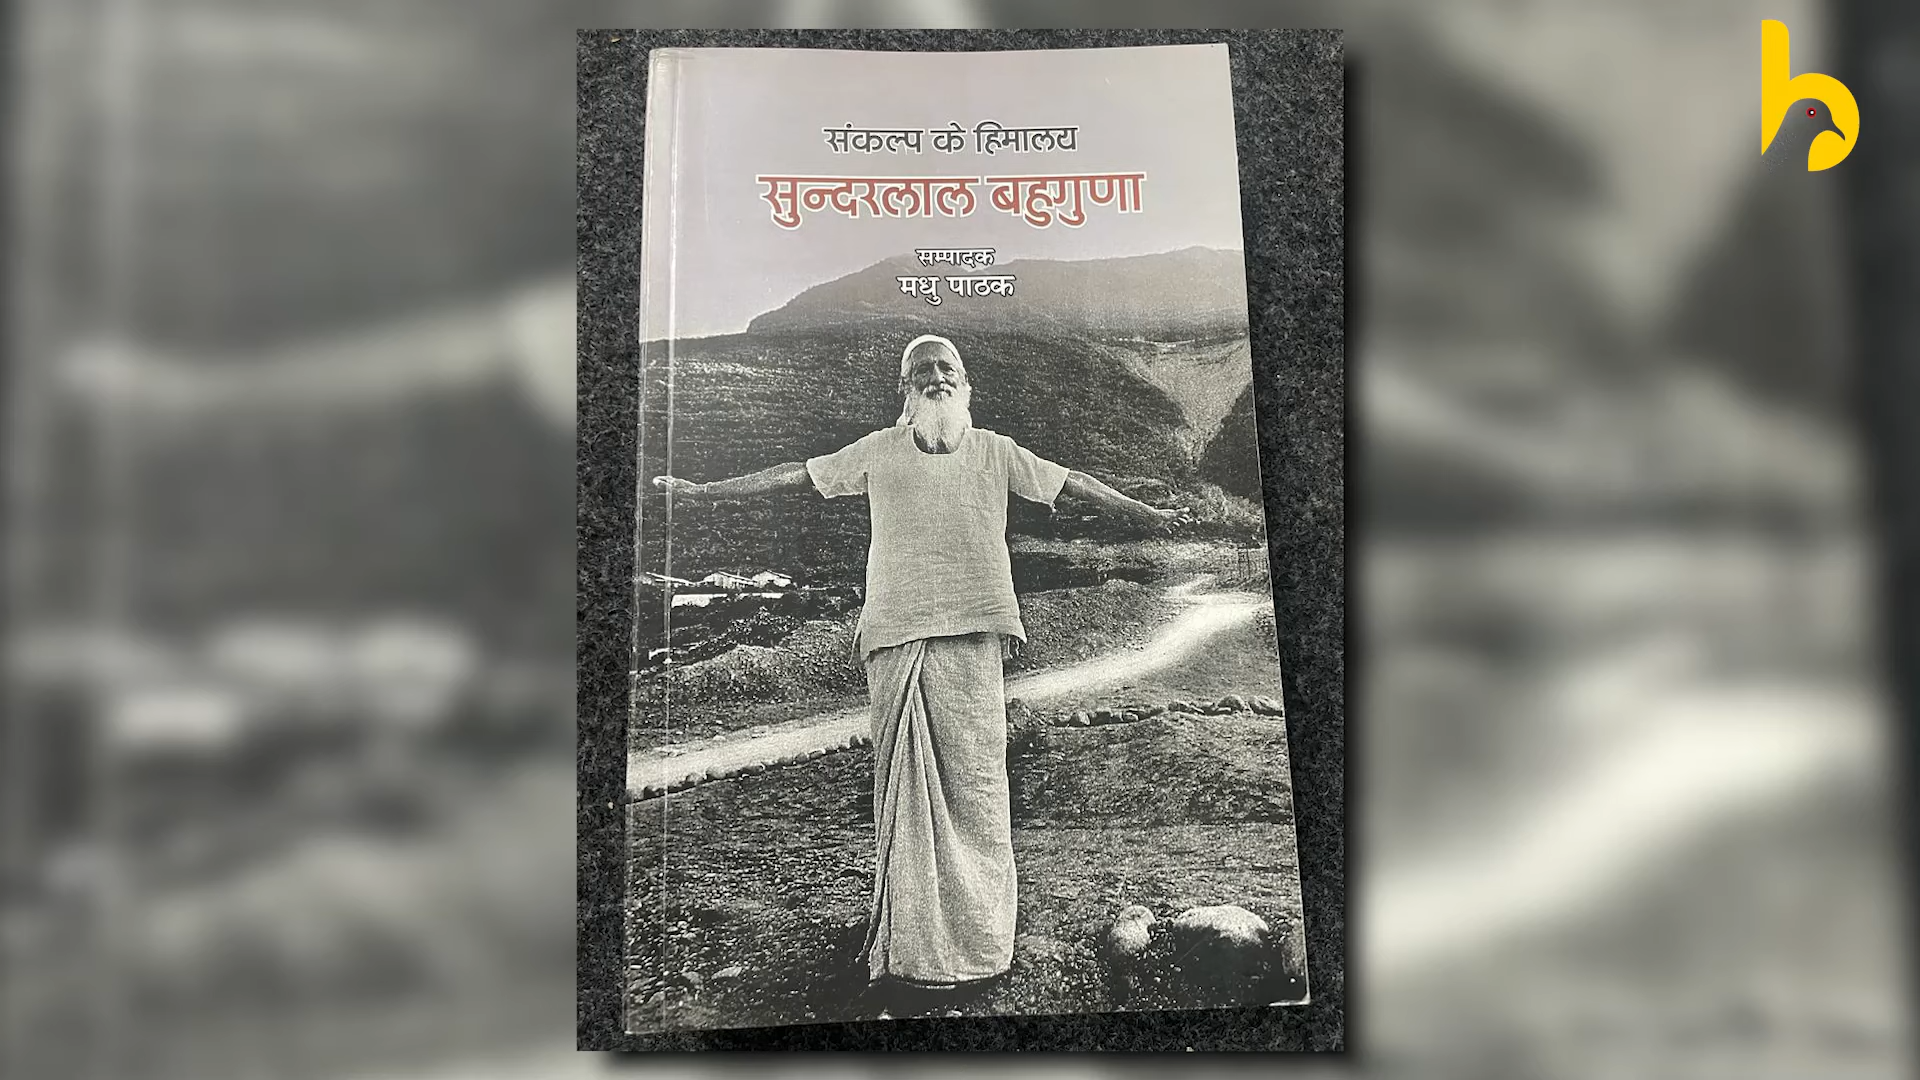 संकल्प के हिमालय
सुन्दरलाल बहुगुणा
सम्पादक
मधु पाठक